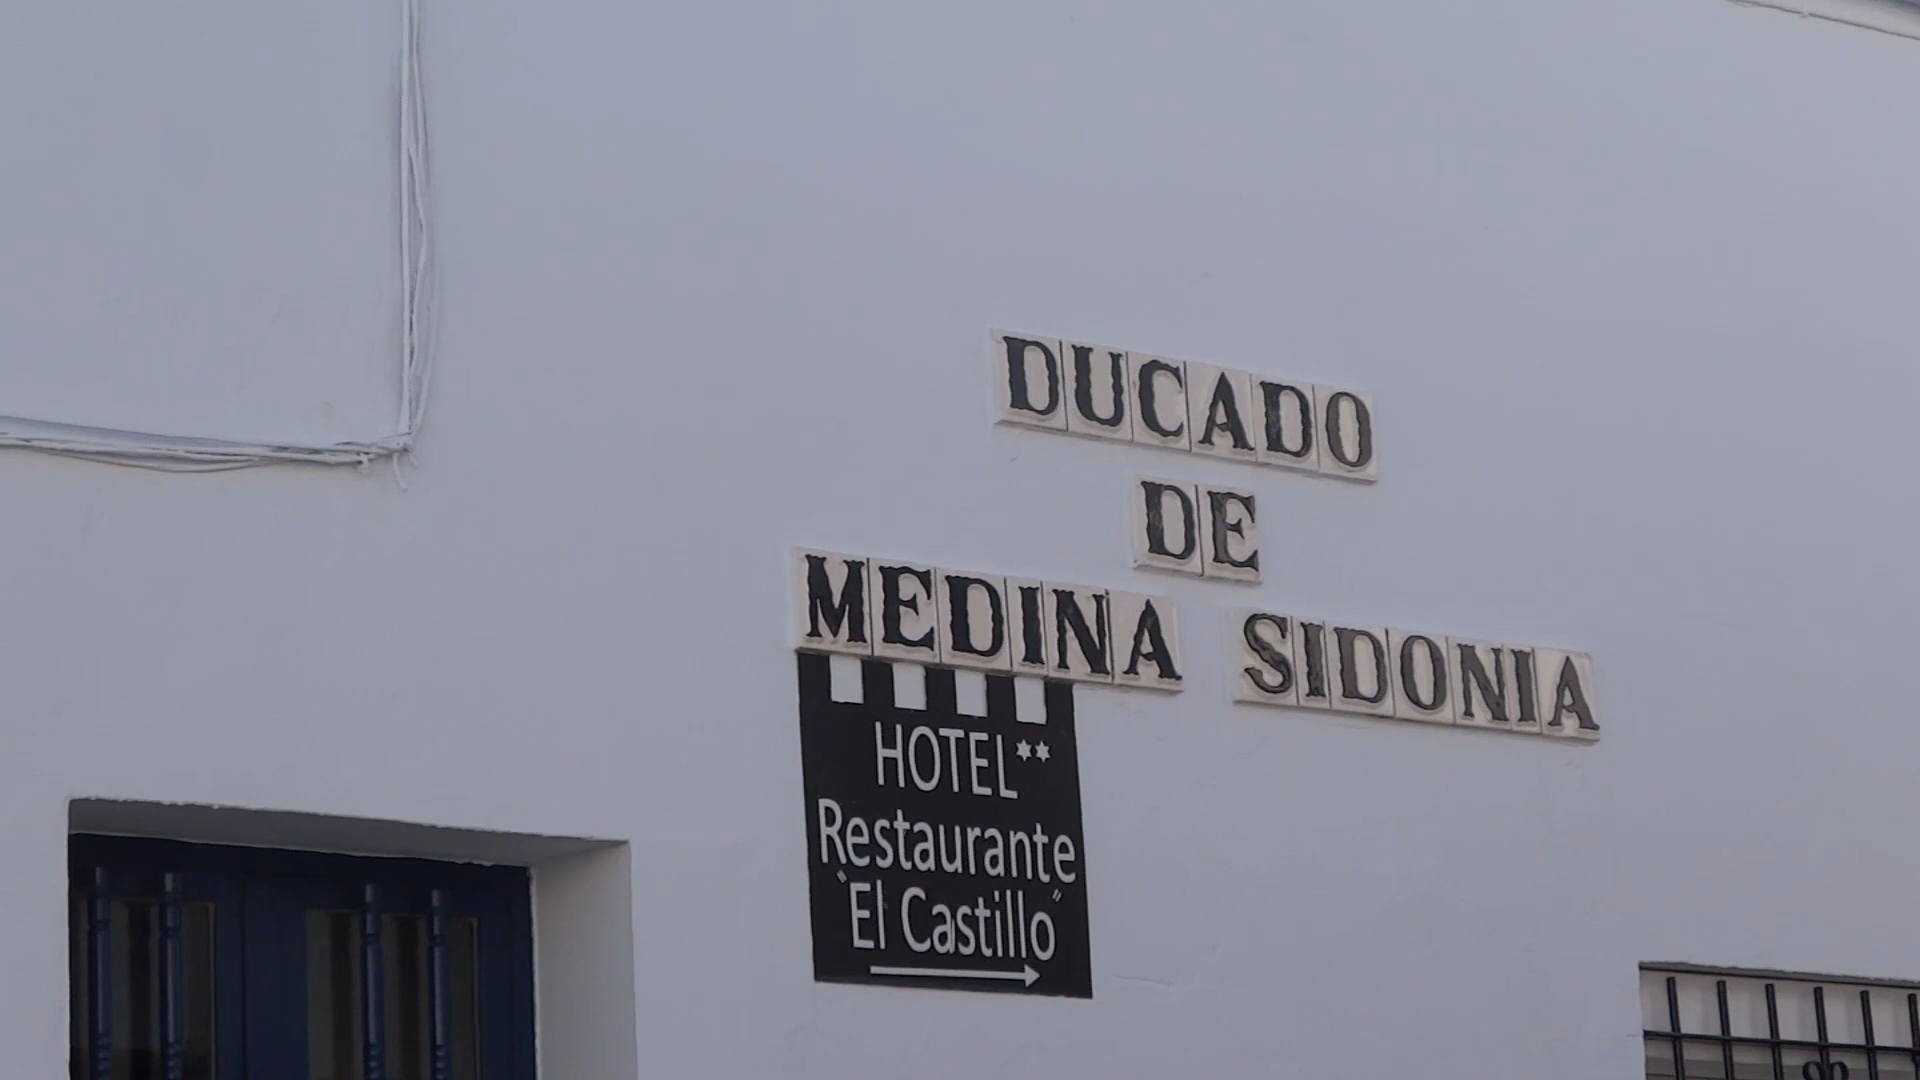 DUCADO
DE
MEDINA SIDONIA
HOTEL**
Restaurante
"El Castillo"